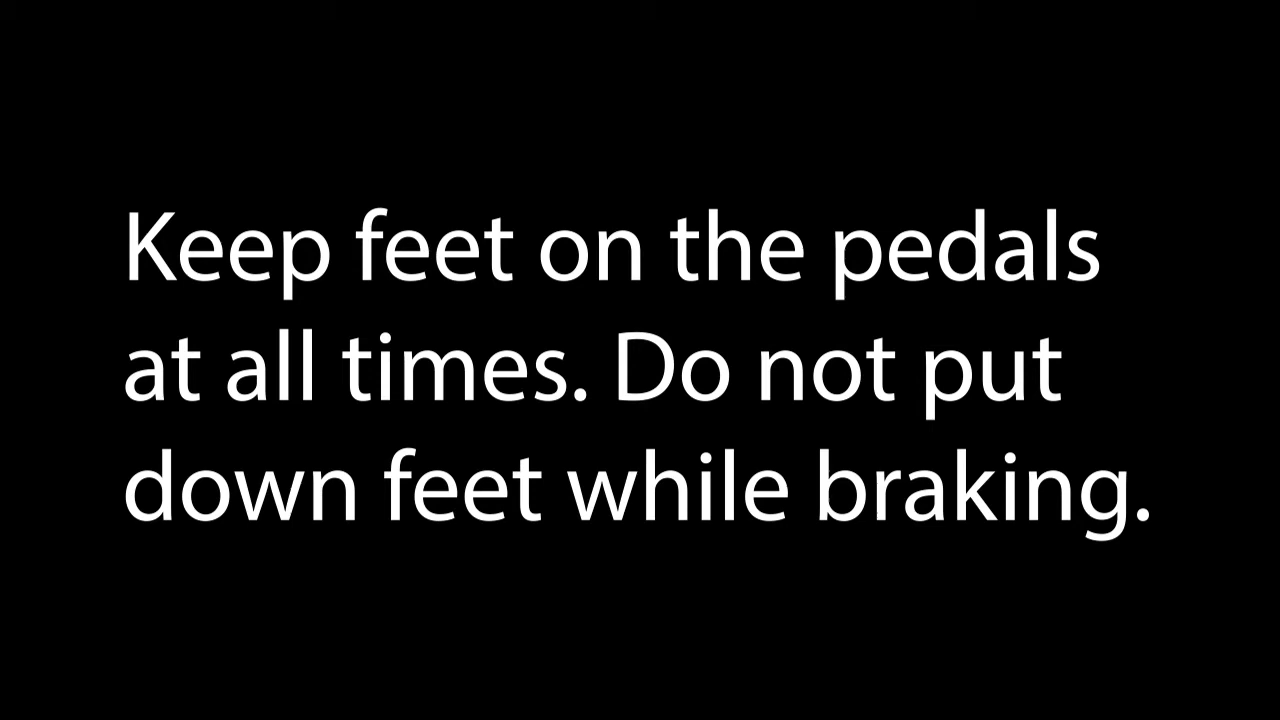 Keep feet on the pedals
at all times. Do not put
down feet while braking.